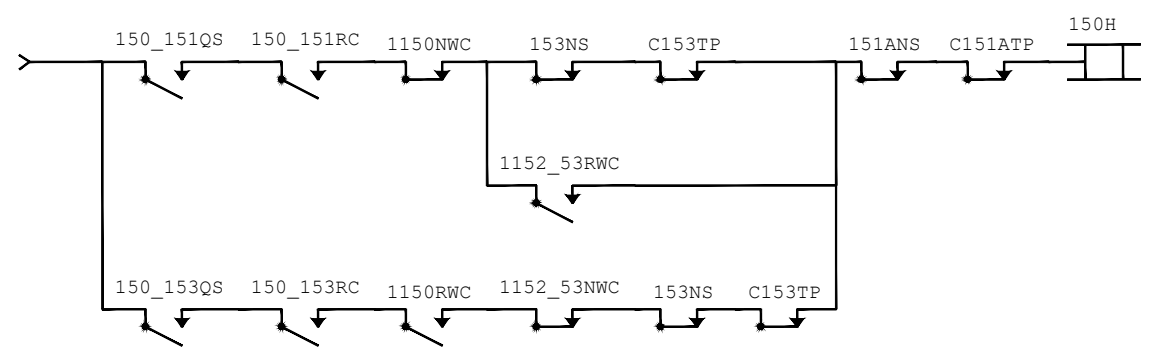 150H
150_151QS 150_151RC 1150NWC 153NS C153TP 151ANS C151ATP
1152_53RWC
150_153QS 150_153RC 1150RWC 1152_53NWC 153NS C153TP